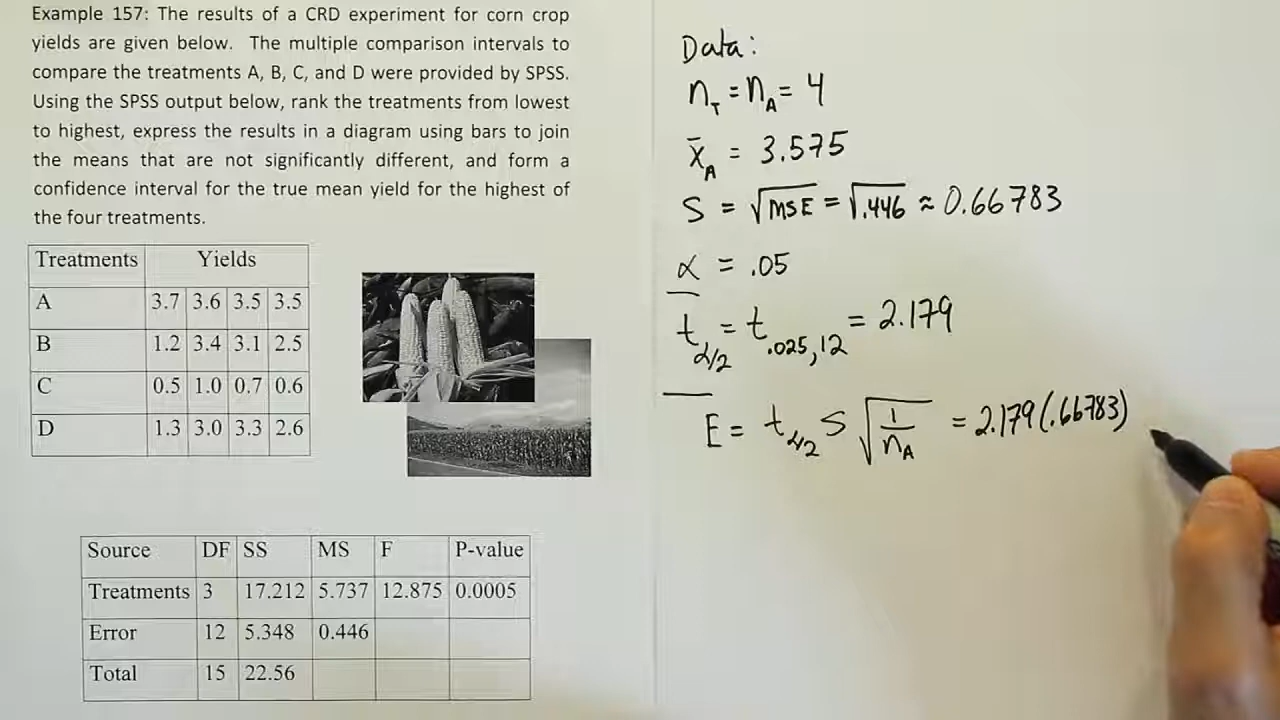 Example 157: The results of a CRD experiment for corn crop
yields are given below. The multiple comparison intervals to
compare the treatments A, B, C, and D were provided by SPSS.
Using the SPSS output below, rank the treatments from lowest
to highest, express the results in a diagram using bars to join
the means that are not significantly different, and form a
confidence interval for the true mean yield for the highest of
the four treatments.
Treatments Yields
A 3.7 3.6 3.5 3.5
B 1.2 3.4 3.1 2.5
C 0.5 1.0 0.7 0.6
D 1.3 3.0 3.3 2.6
Source DF SS MS F P-value
Treatments 3 17.212 5.737 12.875 0.0005
Error 12 5.348 0.446
Total 15 22.56
Data:
n_T = n_A = 4
x̄_A = 3.575
S = √MSE = √.446 ≈ 0.66783
α = .05
t_α/2 = t_.025,12 = 2.179
E = t_α/2 S √(1/n_A) = 2.179(.66783)